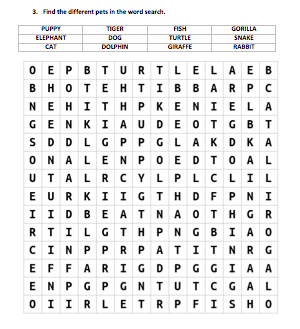 3. Find the different pets in the word search.
PUPPY TIGER FISH GORILLA
ELEPHANT DOG TURTLE SNAKE
CAT DOLPHIN GIRAFFE RABBIT
O E P B T U R T L E L A E B
B H O T E H T I B B A R P C
N E H I T H P K E N I E L A
G E N K I A U D E O T G B T
S D D L G P P G L A K D K A
O N A L E N P O E D T O A L
U T A L R C Y L P L C L I L
E U R K I I G T H D F P N I
I I D B E A T N A O T H G R
R T I L G T H P N G B I A O
C I N P P R P A T I T N R G
E F F A R I G D P G G I A A
E N P G P G N T U T C G A L
O I I R L E T R P F I S H O